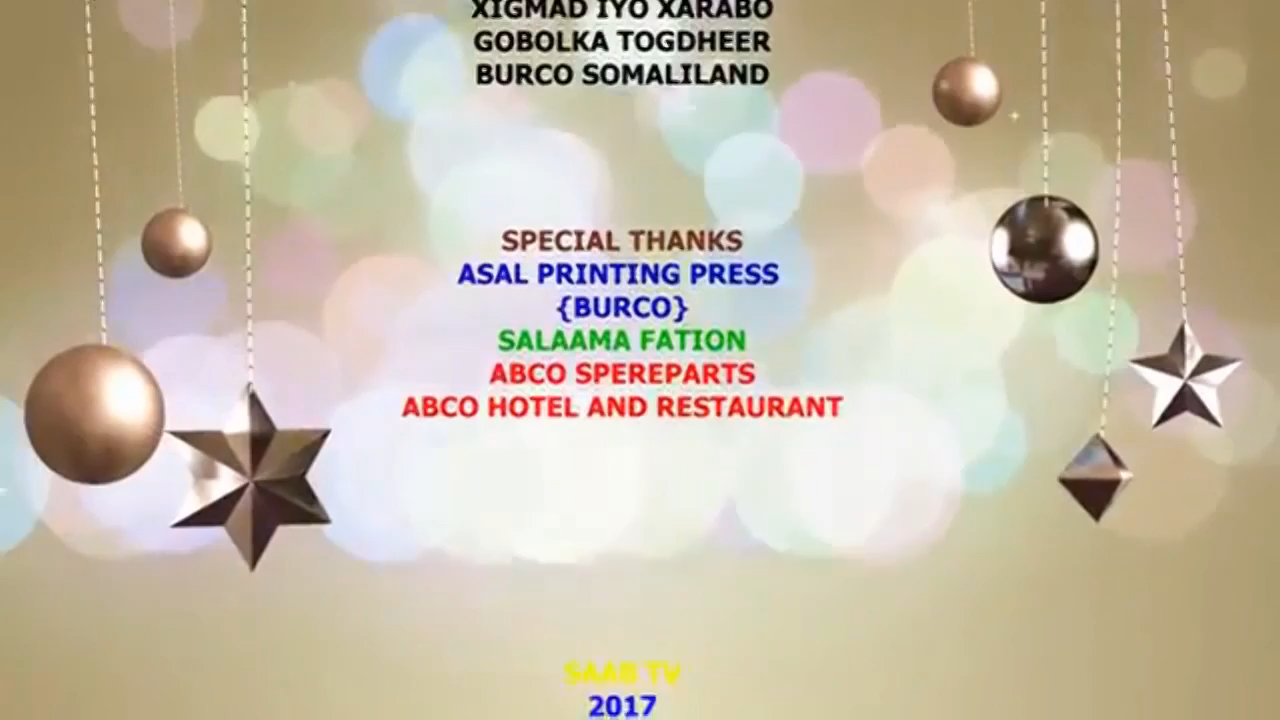 XIGMAD IYO XARABO
GOBOLKA TOGDHEER
BURCO SOMALILAND
SPECIAL THANKS
ASAL PRINTING PRESS
{BURCO}
SALAAMA FATION
ABCO SPEREPARTS
ABCO HOTEL AND RESTAURANT
SAAB TV
2017